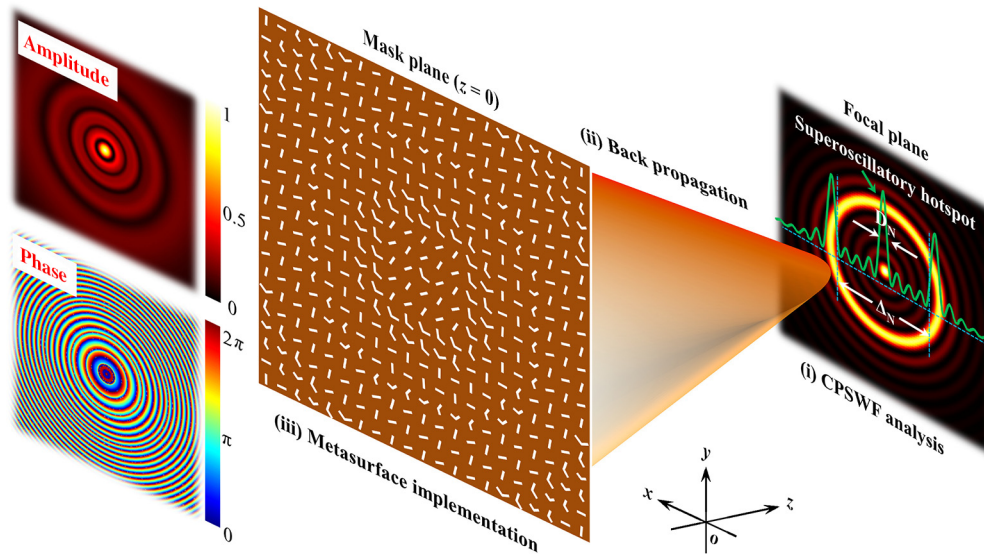 Amplitude
1
0.5
0
Phase
2π
π
0
Mask plane (z = 0)
(iii) Metasurface implementation
(ii) Back propagation
Focal plane
Superoscillatory hotspot
D_N
Δ_N
(i) CPSWF analysis
y
x
z
o